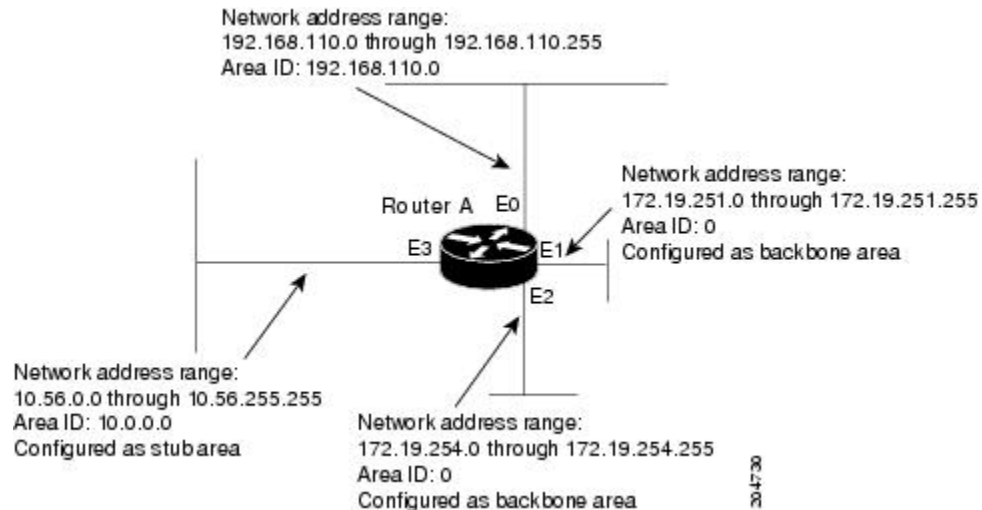 Network address range:
192.168.110.0 through 192.168.110.255
Area ID: 192.168.110.0
Network address range:
172.19.251.0 through 172.19.251.255
Area ID: 0
Configured as backbone area
Router A
E0
E3
E1
E2
Network address range:
10.56.0.0 through 10.56.255.255
Area ID: 10.0.0.0
Configured as stub area
Network address range:
172.19.254.0 through 172.19.254.255
Area ID: 0
Configured as backbone area
204730